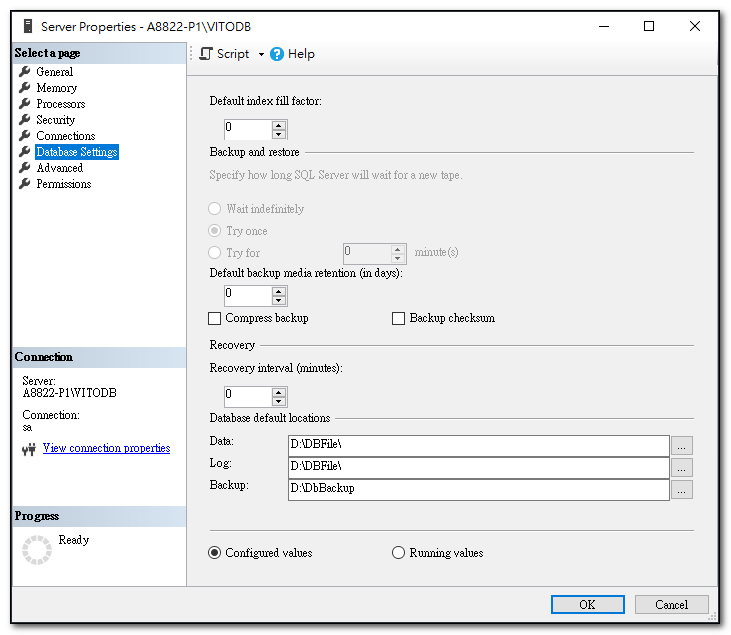 Server Properties - A8822-P1\VITODB
Select a page
General
Memory
Processors
Security
Connections
Database Settings
Advanced
Permissions
Connection
Server:
A8822-P1\VITODB
Connection:
sa
View connection properties
Progress
Ready
Script
Help
Default index fill factor:
0
Backup and restore
Specify how long SQL Server will wait for a new tape.
Wait indefinitely
Try once
Try for 0 minute(s)
Default backup media retention (in days):
0
Compress backup Backup checksum
Recovery
Recovery interval (minutes):
0
Database default locations
Data: D:\DBFile\ ...
Log: D:\DBFile\ ...
Backup: D:\DbBackup ...
Configured values Running values
OK Cancel